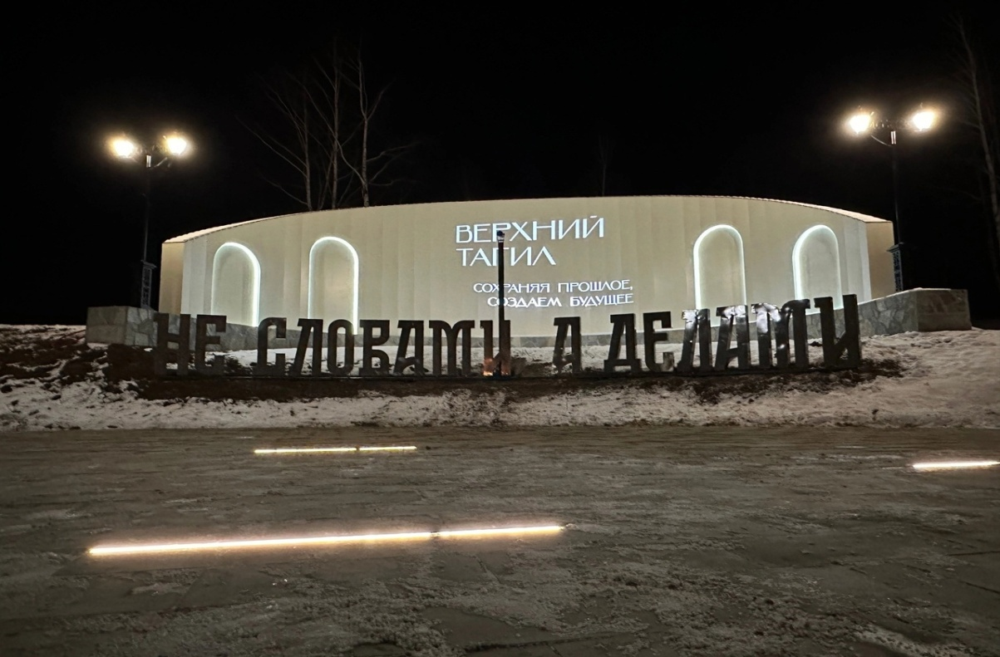 ВЕРХНИЙ
ТАГИЛ
СОХРАНЯЯ ПРОШЛОЕ,
СОЗДАЕМ БУДУЩЕЕ
НЕ СЛОВАМИ А ДЕЛАМИ